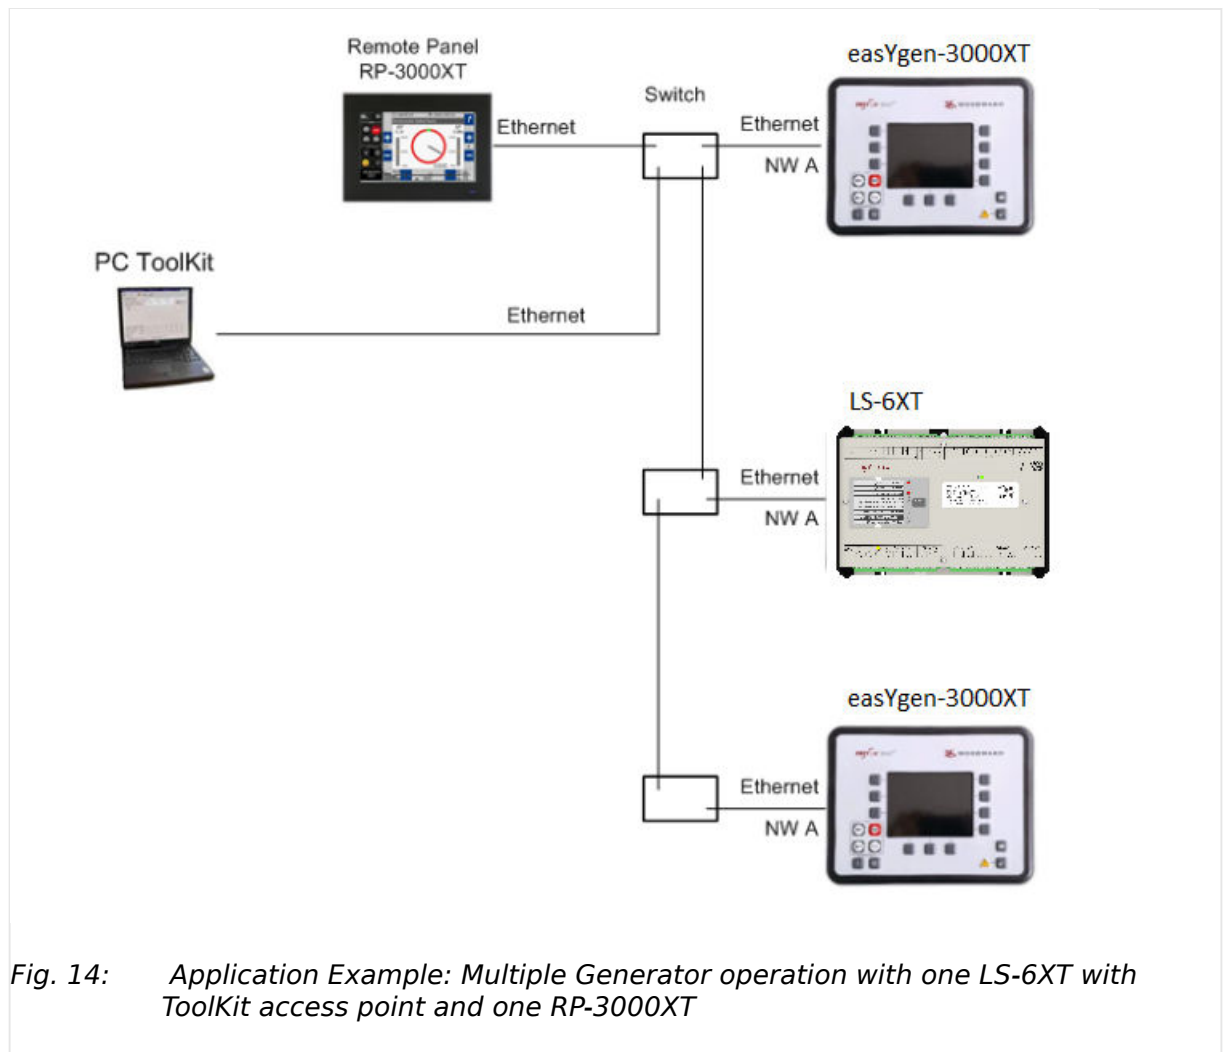 Remote Panel
RP-3000XT
easYgen-3000XT
Switch
Ethernet
Ethernet
NW A
PC ToolKit
Ethernet
LS-6XT
Ethernet
NW A
easYgen-3000XT
Ethernet
NW A
Fig. 14: Application Example: Multiple Generator operation with one LS-6XT with
ToolKit access point and one RP-3000XT